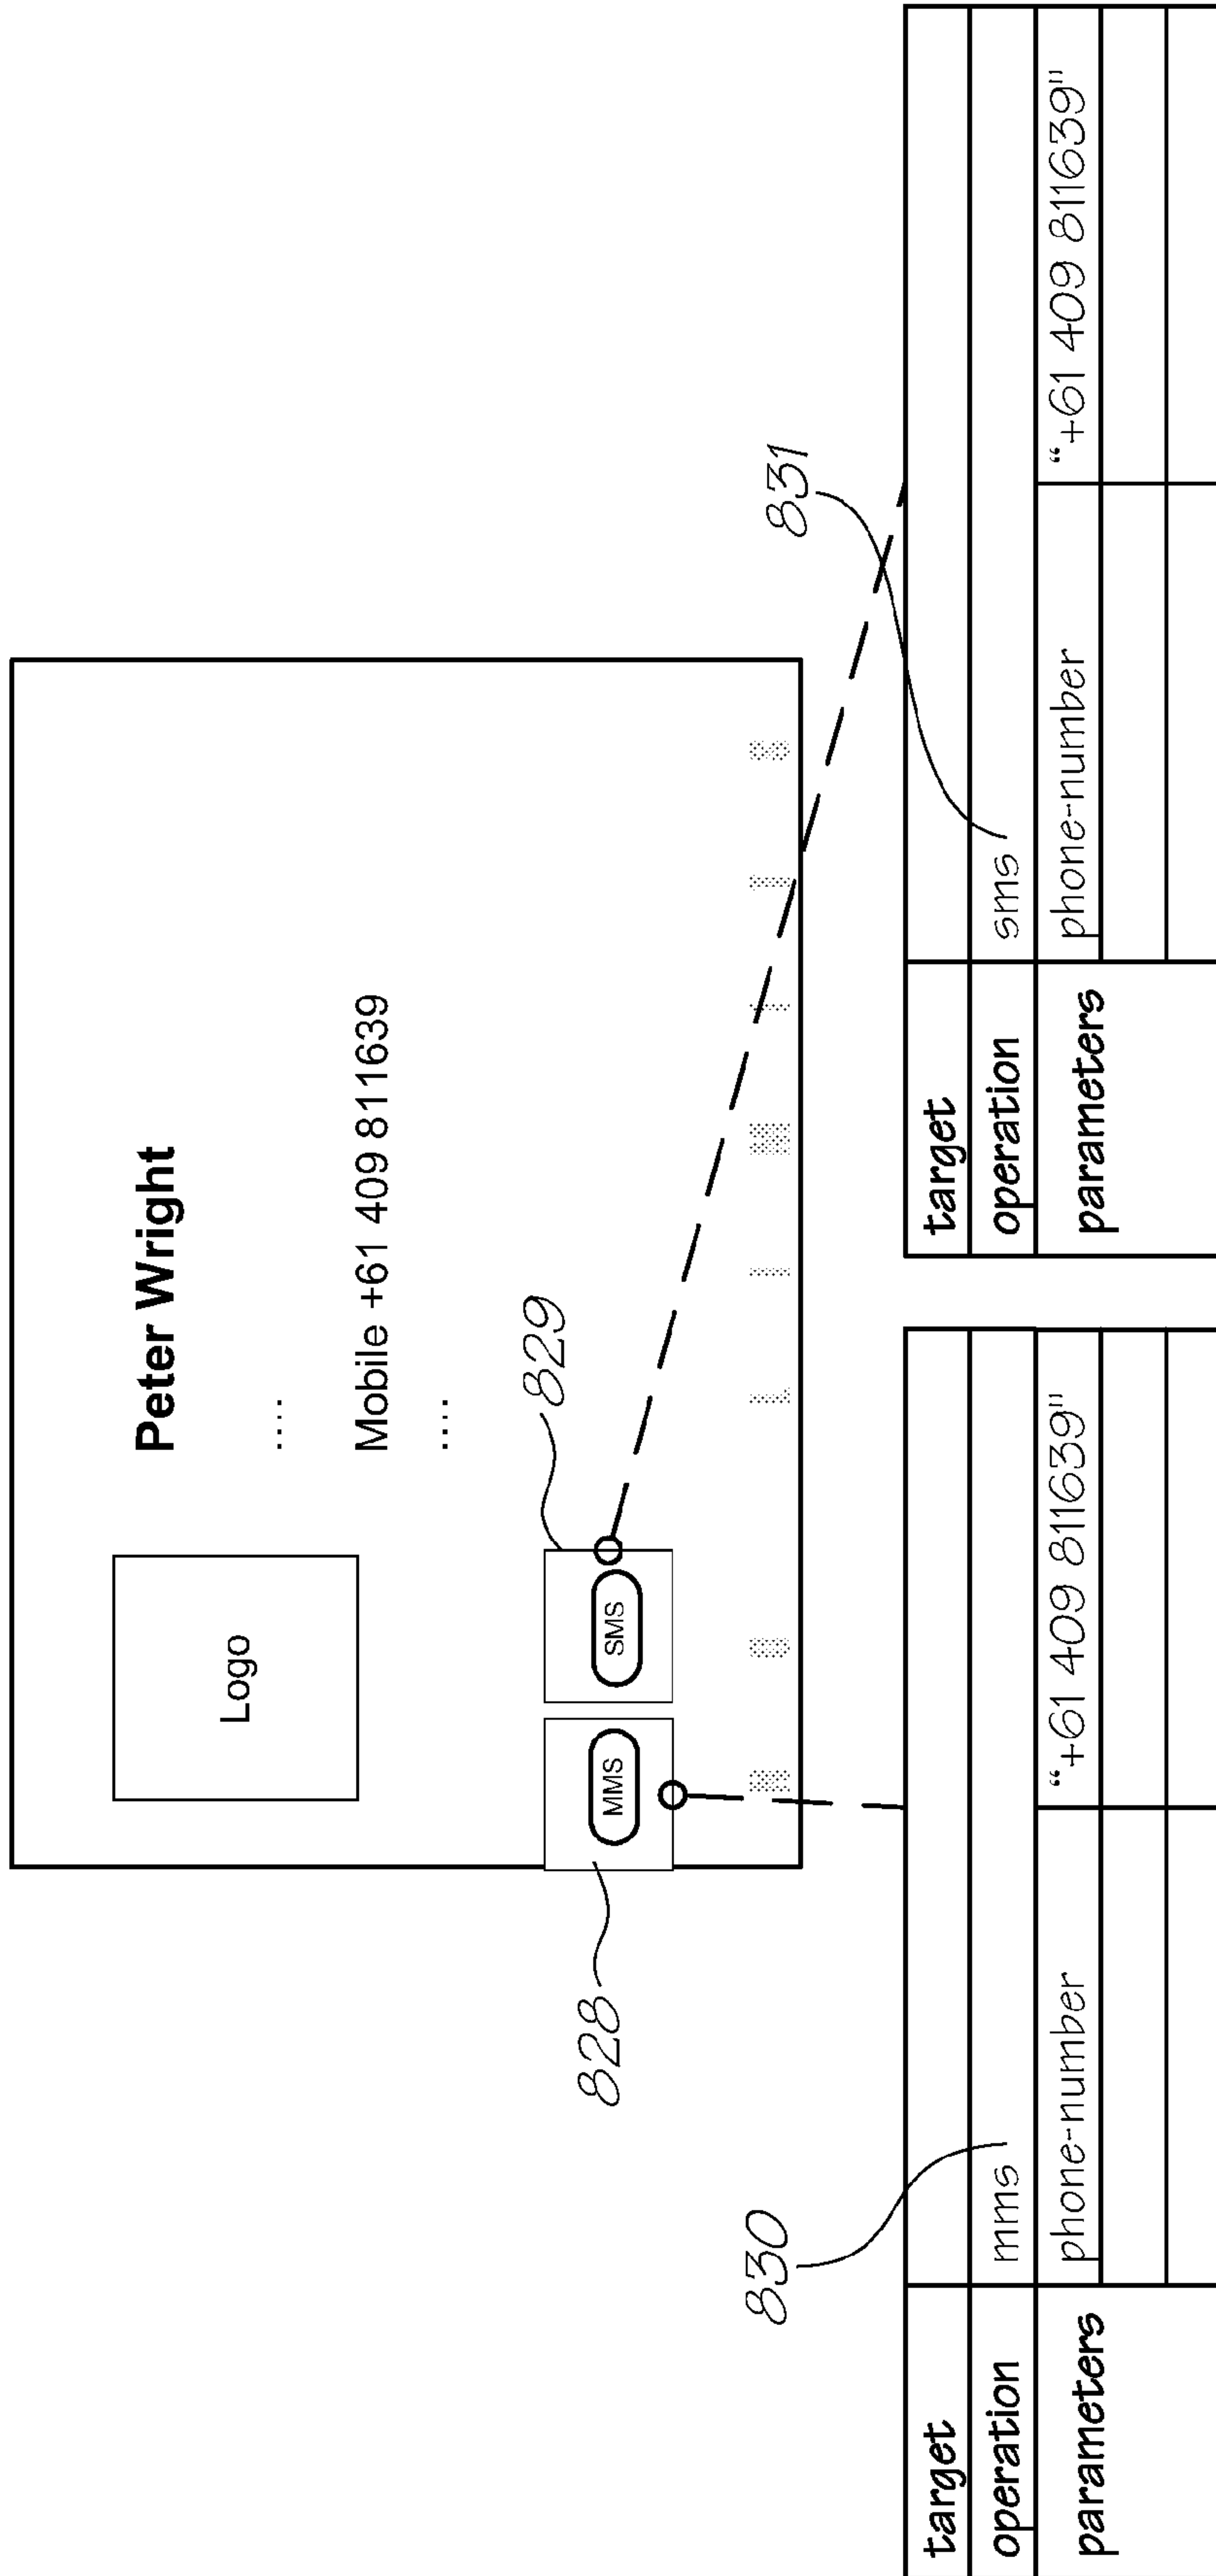 Logo
Peter Wright
....
Mobile +61 409 811639
....
829
828
MMS
SMS
830
831
target
operation mms
parameters phone-number "+61 409 811639"
target
operation sms
parameters phone-number "+61 409 811639"